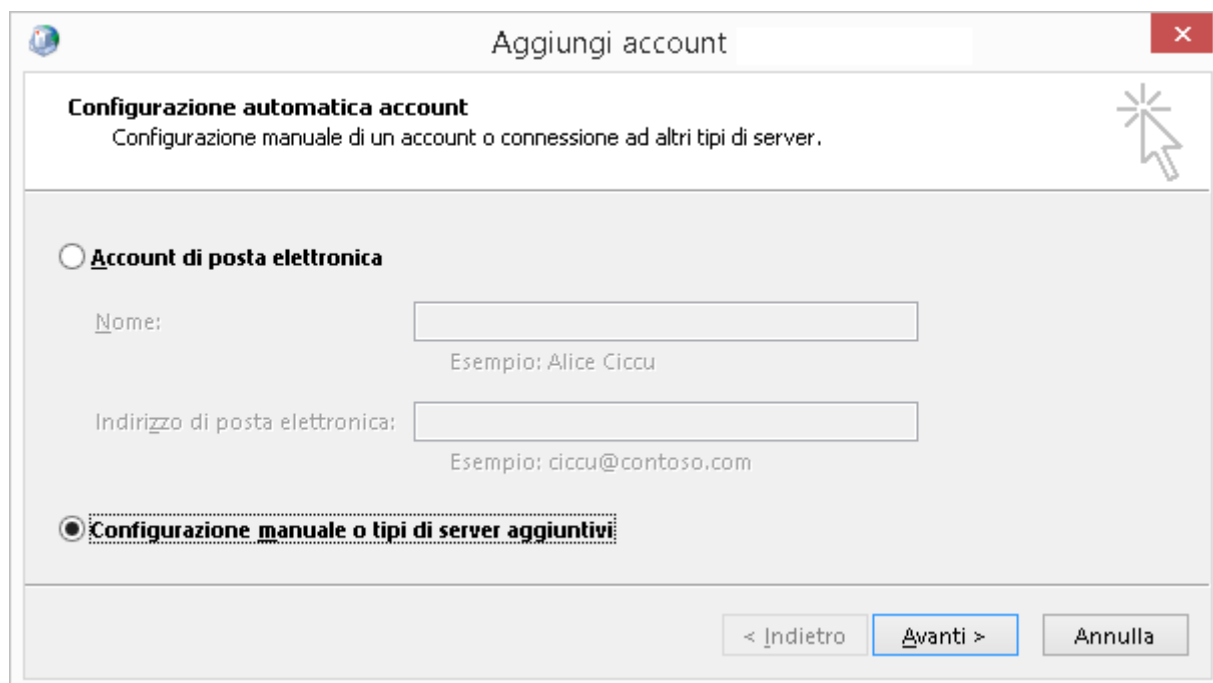 Aggiungi account
Configurazione automatica account
Configurazione manuale di un account o connessione ad altri tipi di server.
Account di posta elettronica
Nome:
Esempio: Alice Ciccu
Indirizzo di posta elettronica:
Esempio: ciccu@contoso.com
Configurazione manuale o tipi di server aggiuntivi
< Indietro
Avanti >
Annulla